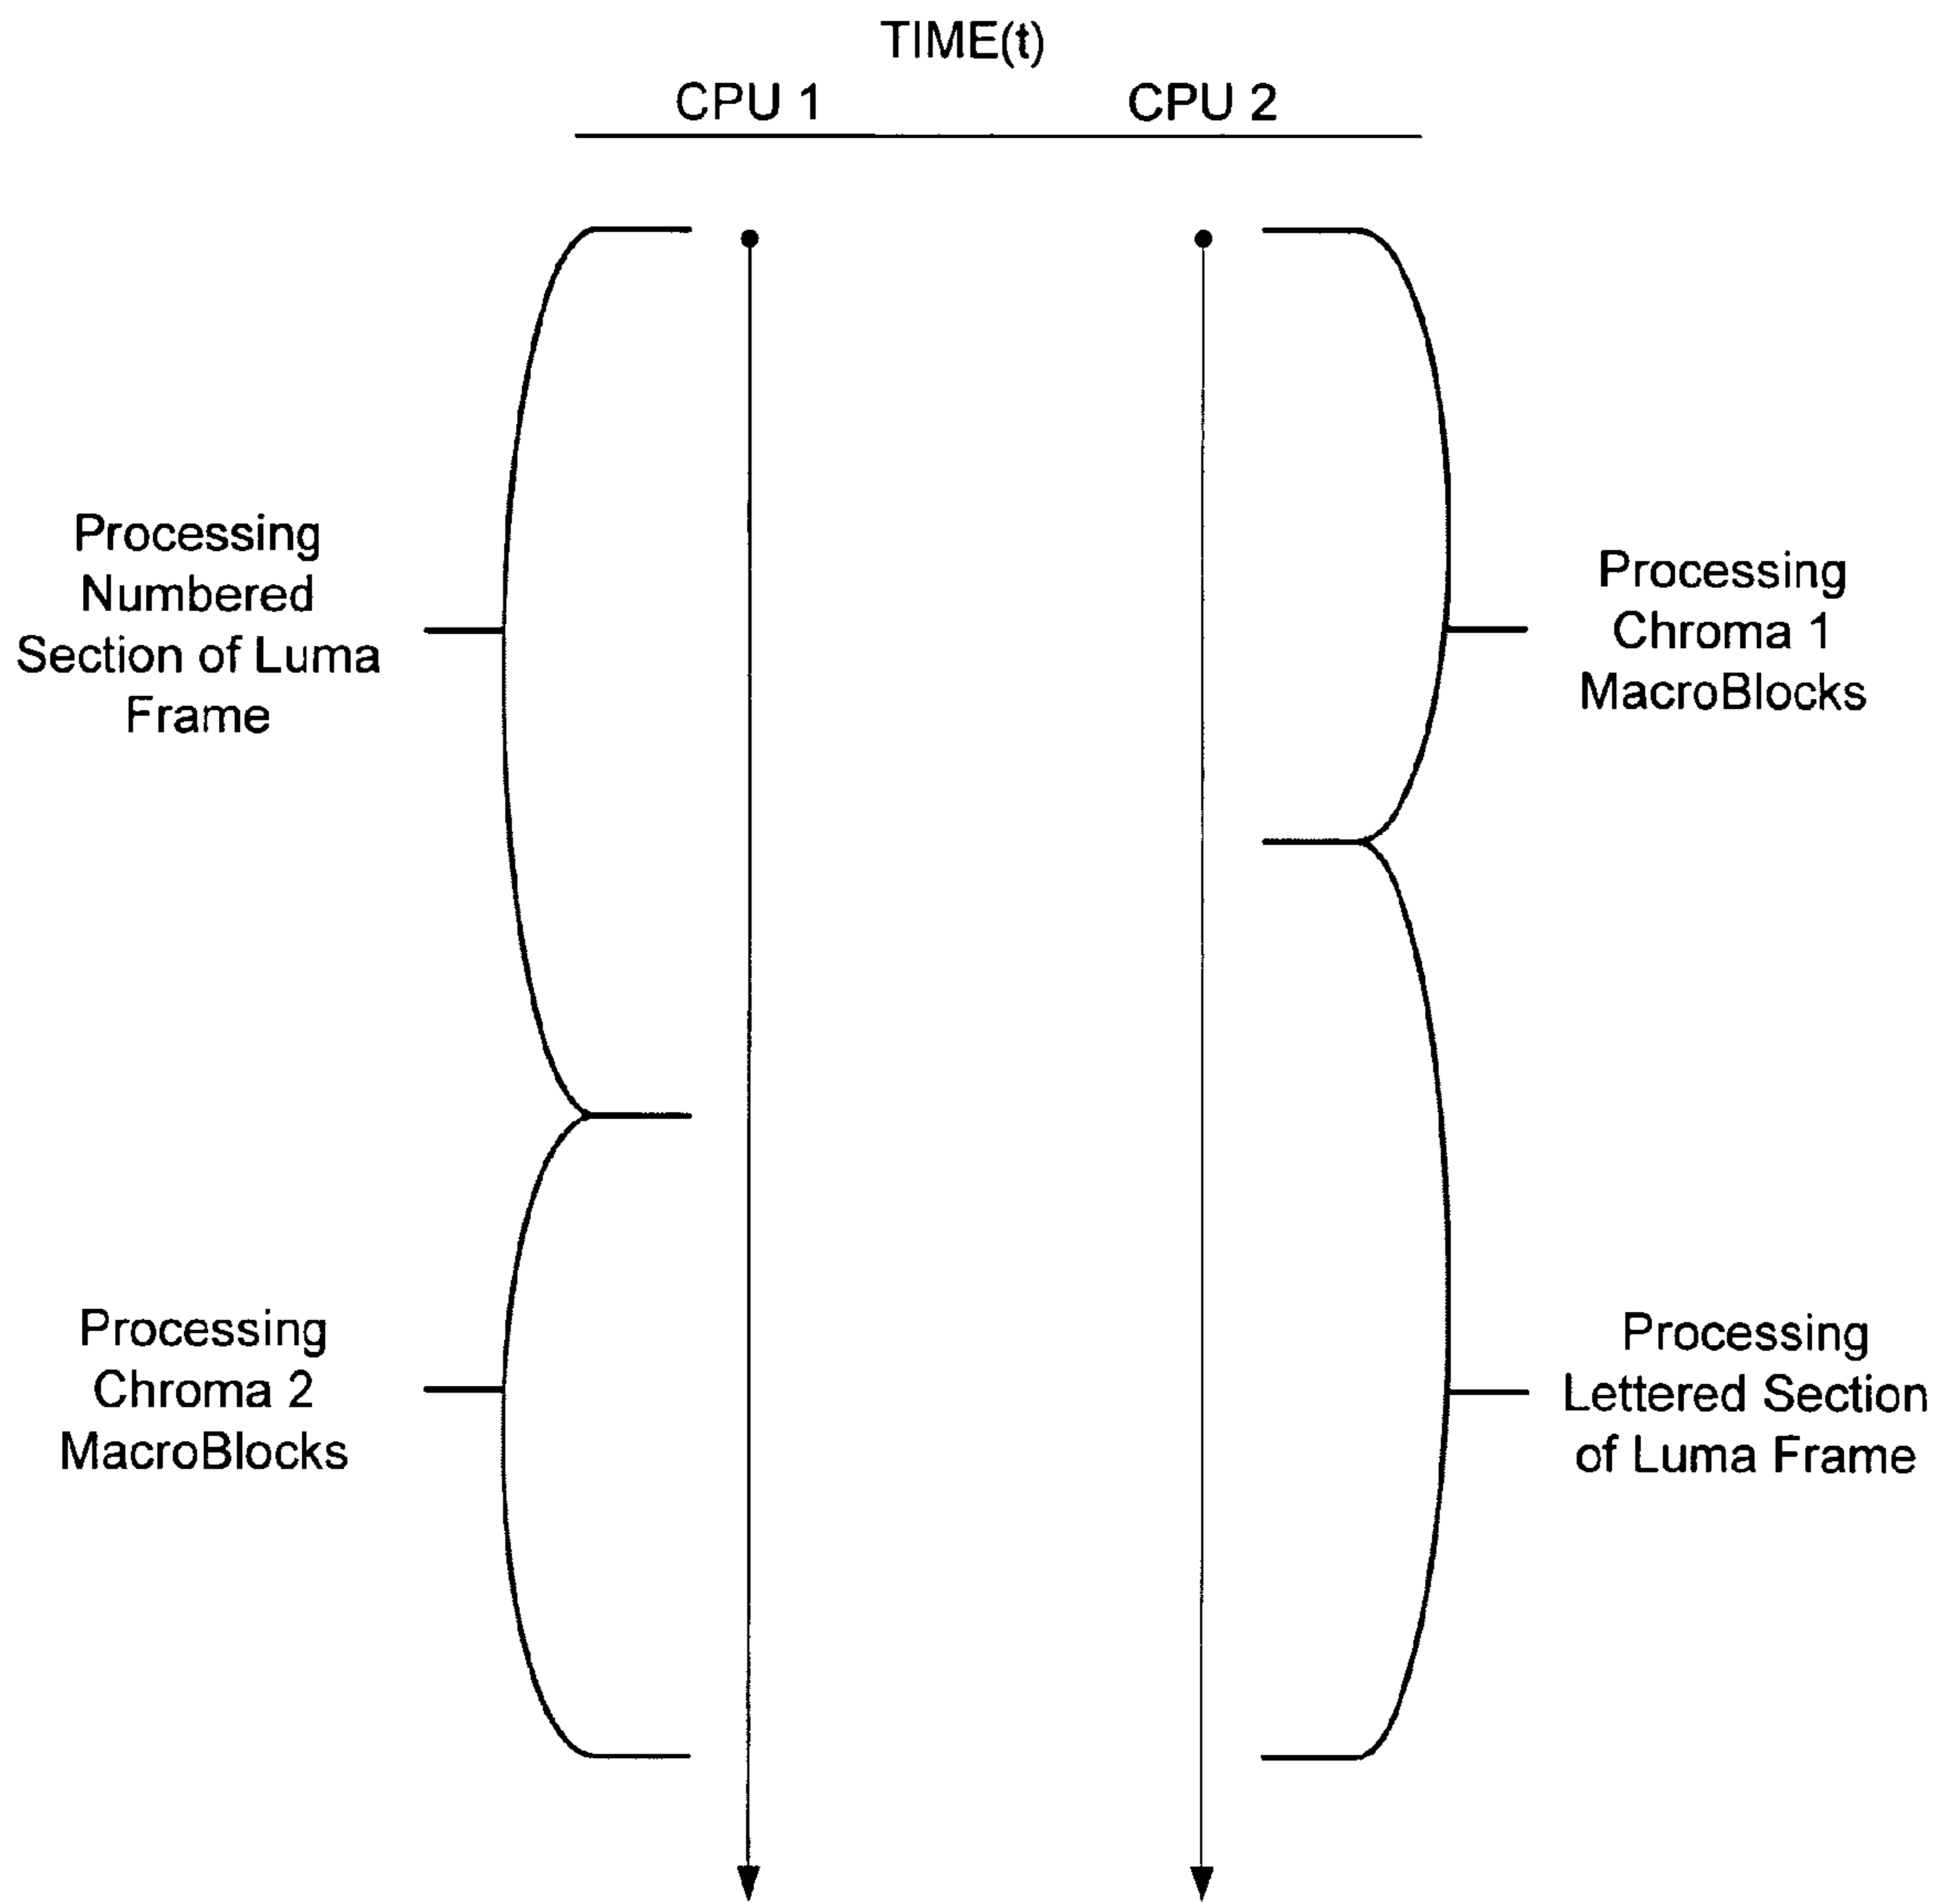 TIME(t)
CPU 1
CPU 2
Processing
Numbered
Section of Luma
Frame
Processing
Chroma 1
MacroBlocks
Processing
Chroma 2
MacroBlocks
Processing
Lettered Section
of Luma Frame